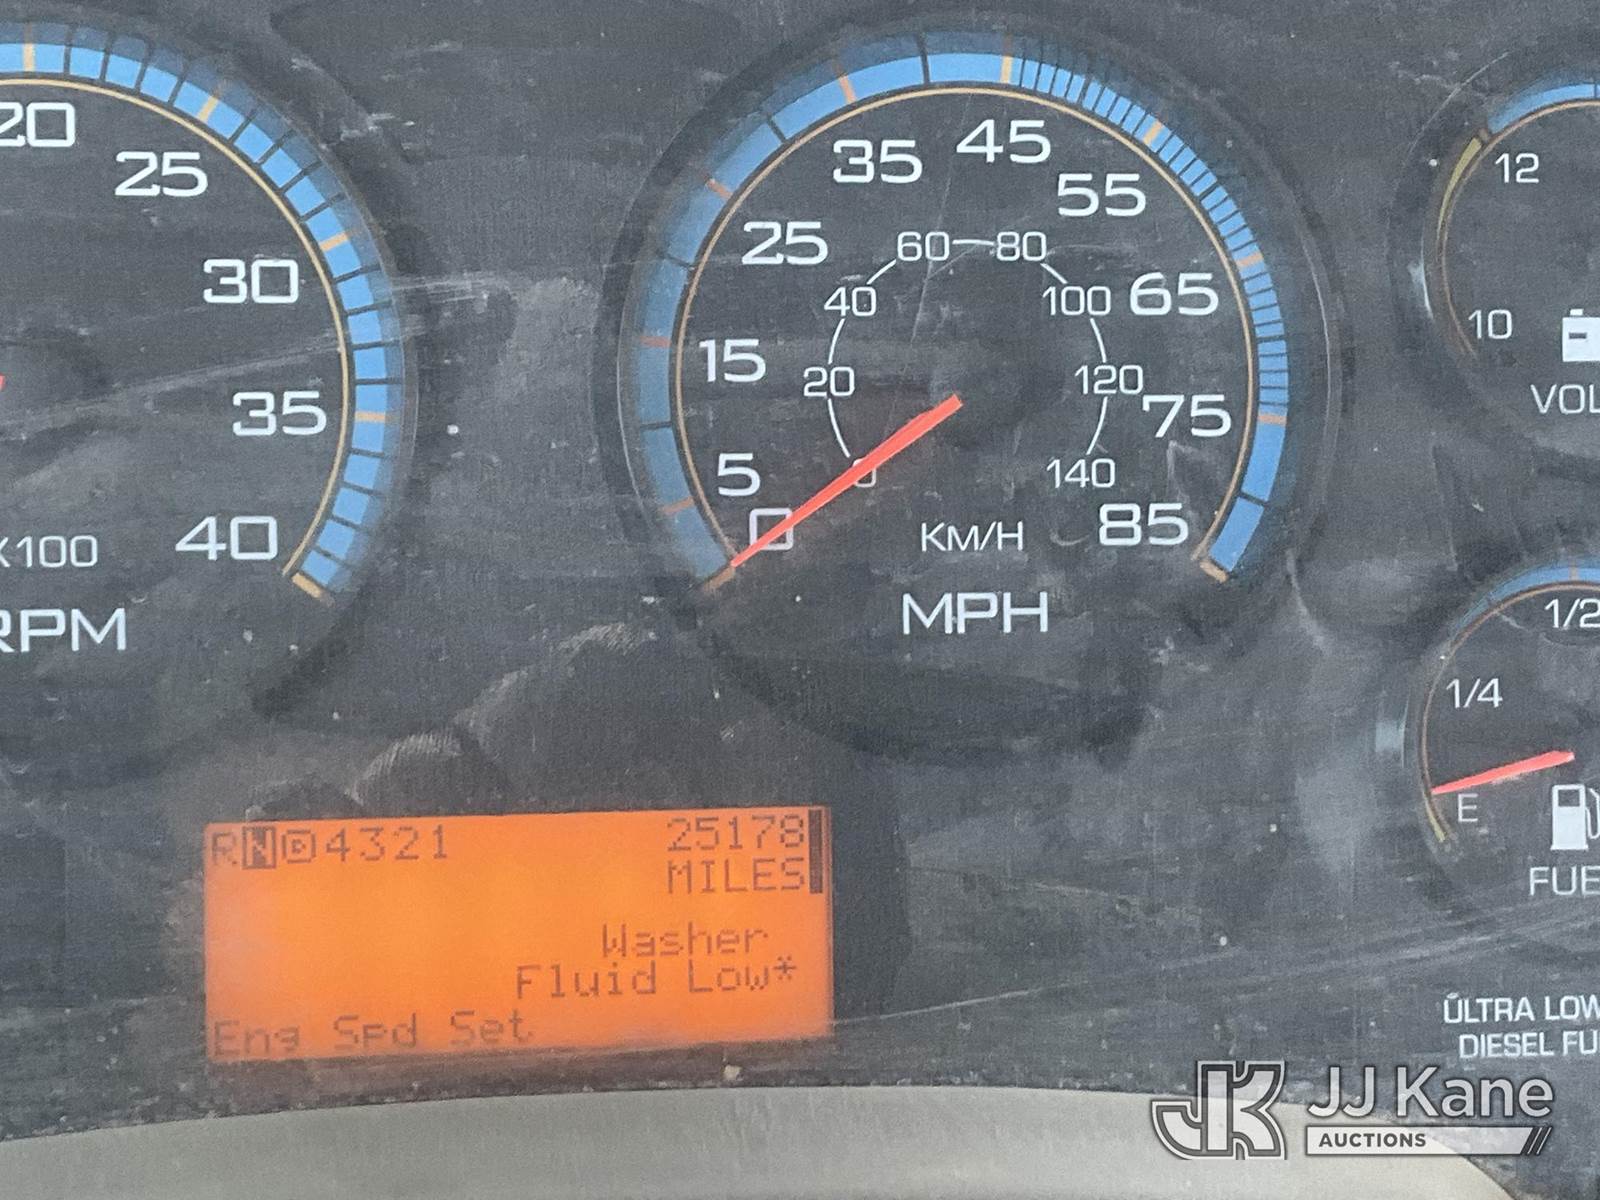 20
25
30
35
40
X100
RPM
0
5
15
25
35
45
55
65
75
85
0
20
40
60
80
100
120
140
KM/H
MPH
10
12
VOL
1/2
1/4
E
FUE
ULTRA LOW
DIESEL FU
RND4321
25178
MILES
Washer
Fluid Low*
Eng Spd Set
JK
JJ Kane
AUCTIONS